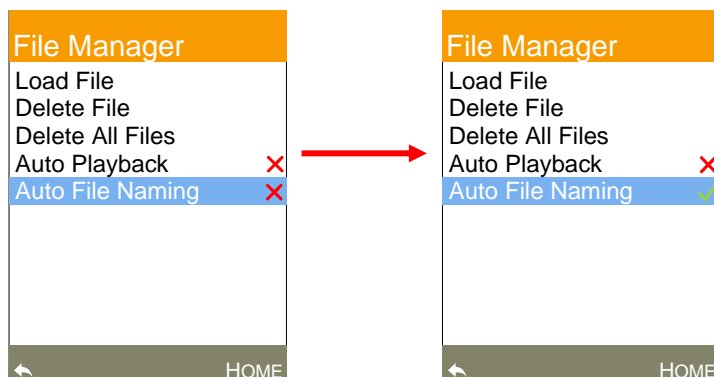 File Manager
Load File
Delete File
Delete All Files
Auto Playback
Auto File Naming
HOME
File Manager
Load File
Delete File
Delete All Files
Auto Playback
Auto File Naming
HOME